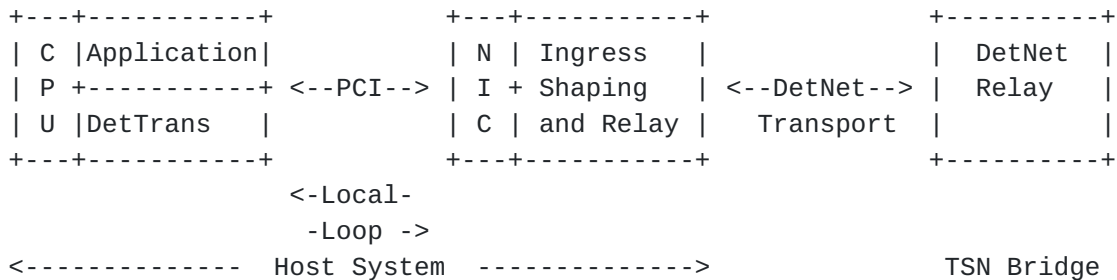 +---+-----------+            +---+-----------+              +----------+
| C |Application|            | N | Ingress   |              |  DetNet  |
| P +-----------+ <--PCI--> | I + Shaping   | <--DetNet--> |  Relay   |
| U |DetTrans   |            | C | and Relay |   Transport  |          |
+---+-----------+            +---+-----------+              +----------+
                  <-Local-
                   -Loop ->
<-------------- Host System -------------->               TSN Bridge